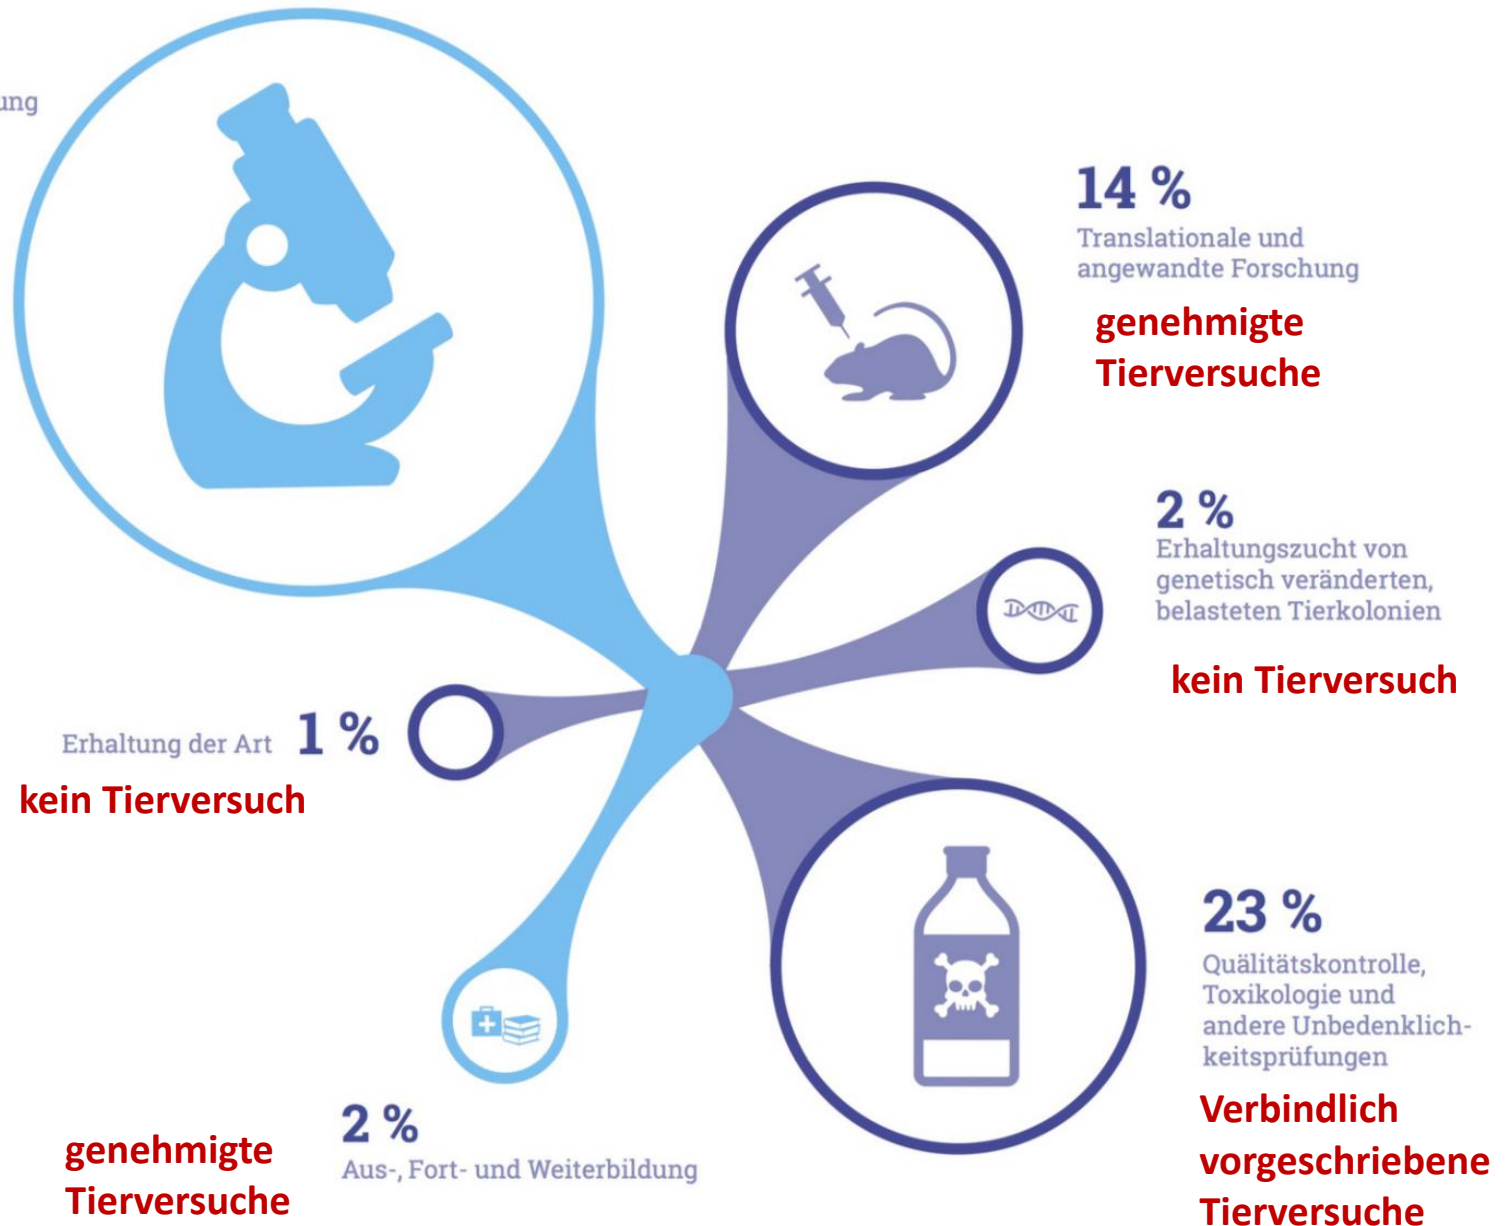 14 %
Translationale und
angewandte Forschung
genehmigte
Tierversuche
2 %
Erhaltungszucht von
genetisch veränderten,
belasteten Tierkolonien
kein Tierversuch
Erhaltung der Art 1 %
kein Tierversuch
23 %
Quälitätskontrolle,
Toxikologie und
andere Unbedenklich-
keitsprüfungen
Verbindlich
vorgeschriebene
Tierversuche
2 %
Aus-, Fort- und Weiterbildung
genehmigte
Tierversuche